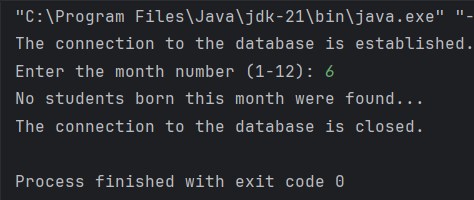 "C:\Program Files\Java\jdk-21\bin\java.exe" "-
The connection to the database is established.
Enter the month number (1-12): 6
No students born this month were found...
The connection to the database is closed.
Process finished with exit code 0